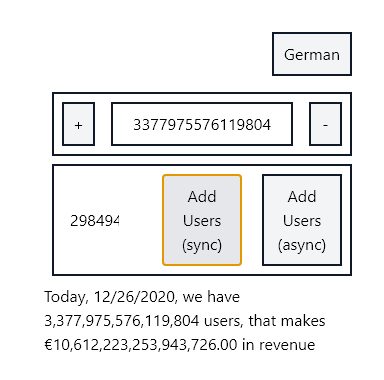 German
+ 3377975576119804 -
298494 Add
Users
(sync) Add
Users
(async)
Today, 12/26/2020, we have
3,377,975,576,119,804 users, that makes
€10,612,223,253,943,726.00 in revenue